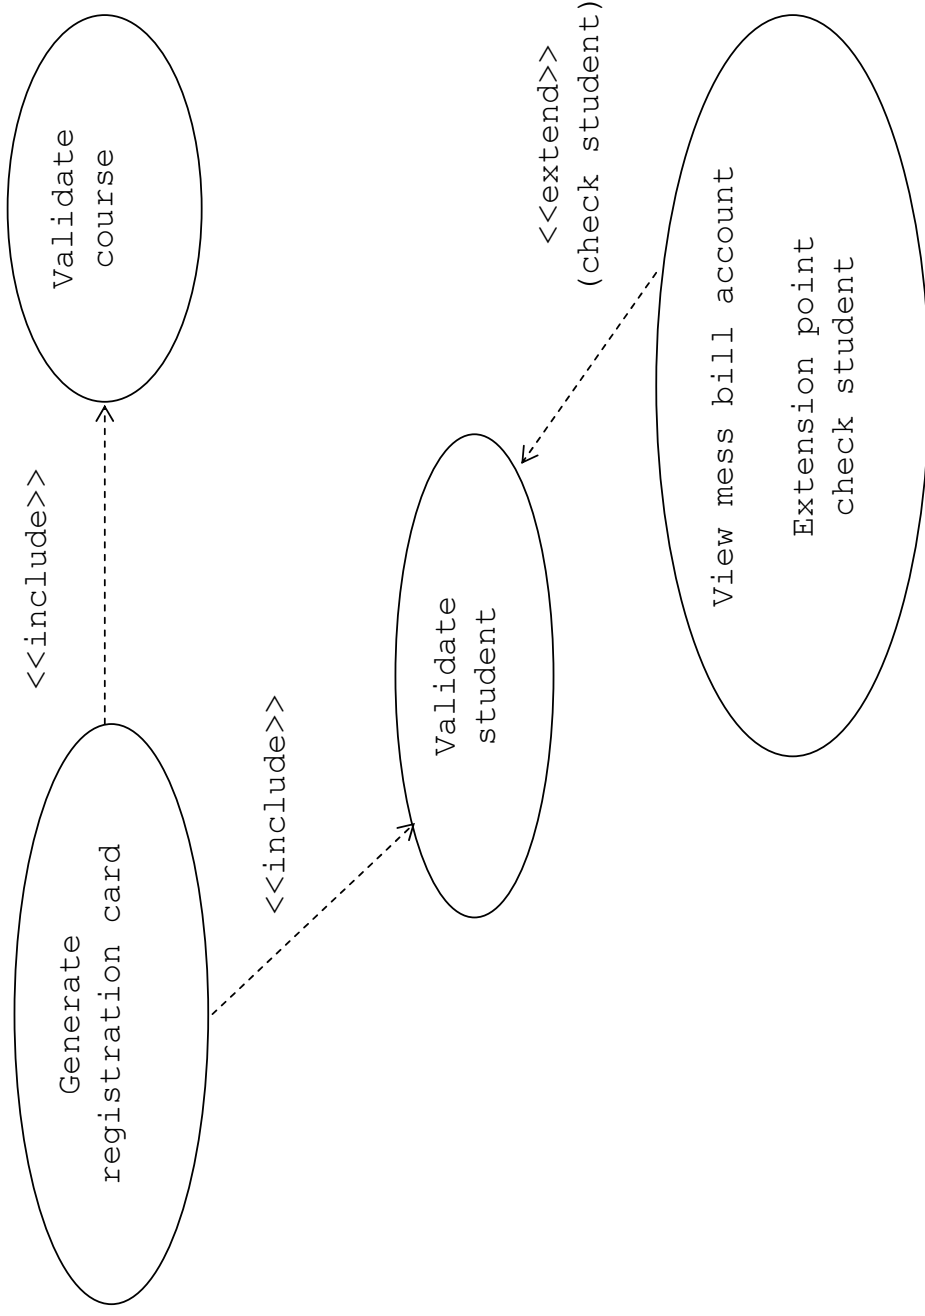 Generate
registration card
<<include>>
Validate
course
<<include>>
Validate
student
<<extend>>
(check student)
View mess bill account
Extension point
check student